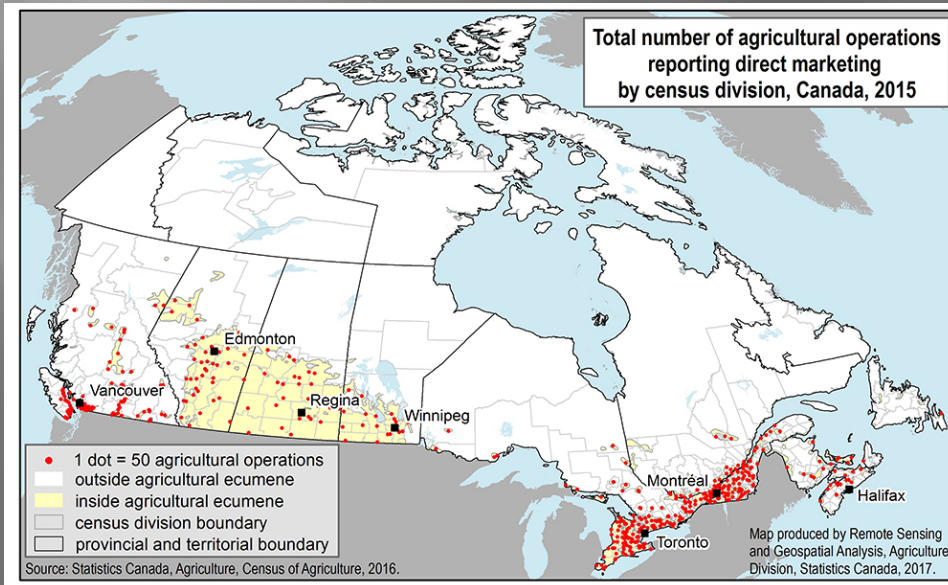 Total number of agricultural operations
reporting direct marketing
by census division, Canada, 2015
Edmonton
Vancouver
Regina
Winnipeg
Montréal
Halifax
Toronto
1 dot = 50 agricultural operations
outside agricultural ecumene
inside agricultural ecumene
census division boundary
provincial and territorial boundary
Source: Statistics Canada, Agriculture, Census of Agriculture, 2016.
Map produced by Remote Sensing
and Geospatial Analysis, Agriculture
Division, Statistics Canada, 2017.